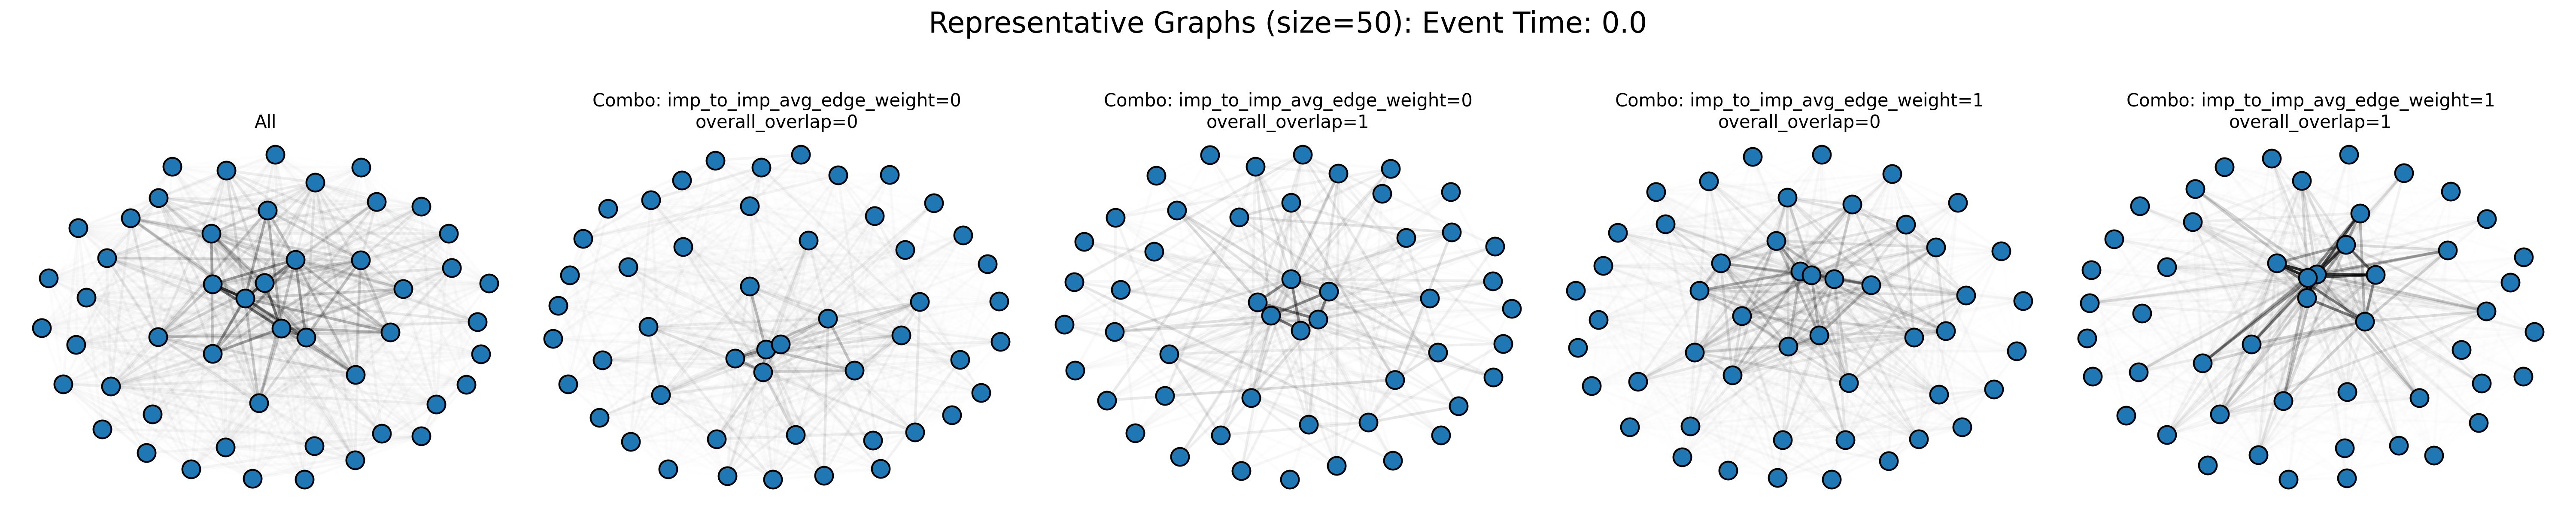 Representative Graphs (size=50): Event Time: 0.0
All
Combo: imp_to_imp_avg_edge_weight=0
overall_overlap=0
Combo: imp_to_imp_avg_edge_weight=0
overall_overlap=1
Combo: imp_to_imp_avg_edge_weight=1
overall_overlap=0
Combo: imp_to_imp_avg_edge_weight=1
overall_overlap=1